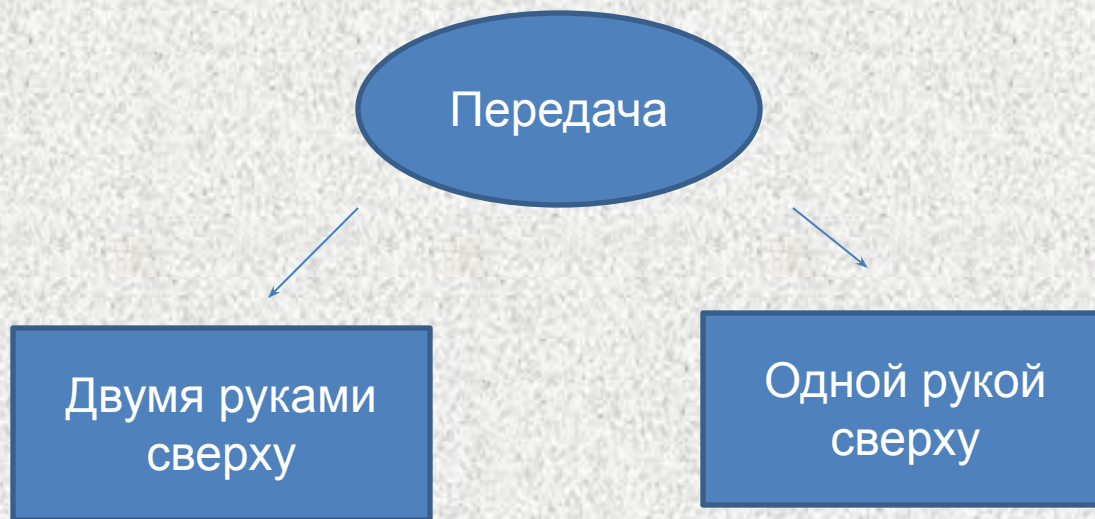 Передача
Двумя руками
сверху
Одной рукой
сверху